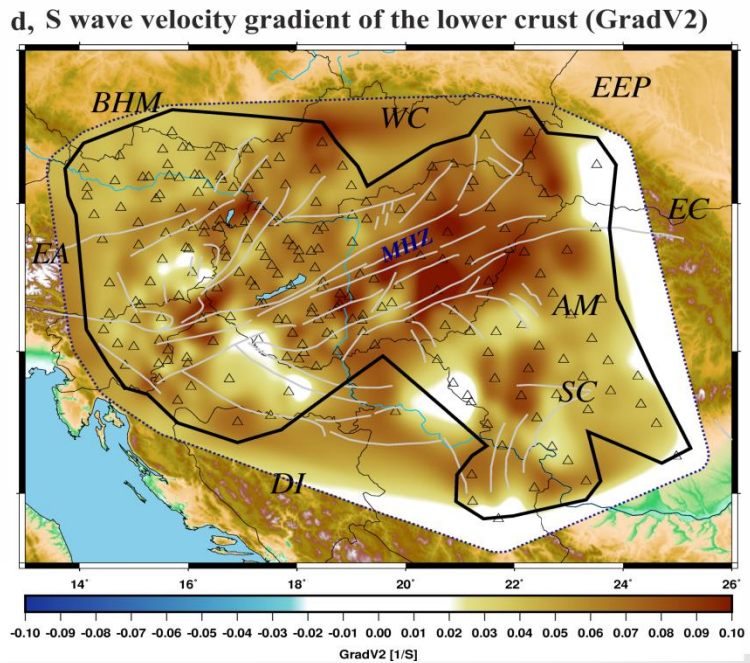 d, S wave velocity gradient of the lower crust (GradV2)
BHM
WC
EEP
EC
EA
MHZ
AM
SC
DI
14° 16° 18° 20° 22° 24° 26°
-0.10 -0.09 -0.08 -0.07 -0.06 -0.05 -0.04 -0.03 -0.02 -0.01 0.00 0.01 0.02 0.03 0.04 0.05 0.06 0.07 0.08 0.09 0.10
GradV2 [1/S]